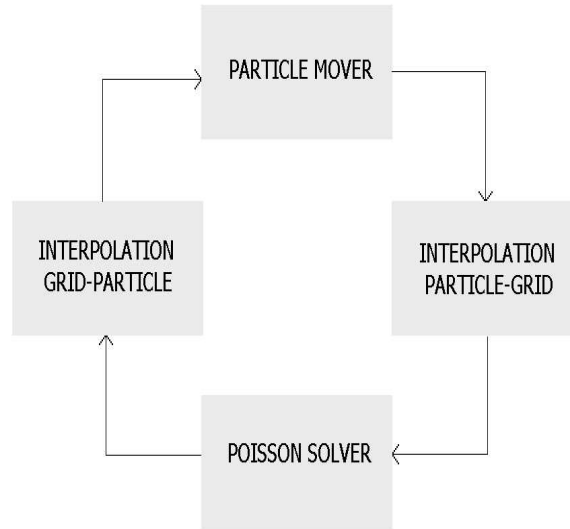 PARTICLE MOVER
INTERPOLATION
GRID-PARTICLE
INTERPOLATION
PARTICLE-GRID
POISSON SOLVER